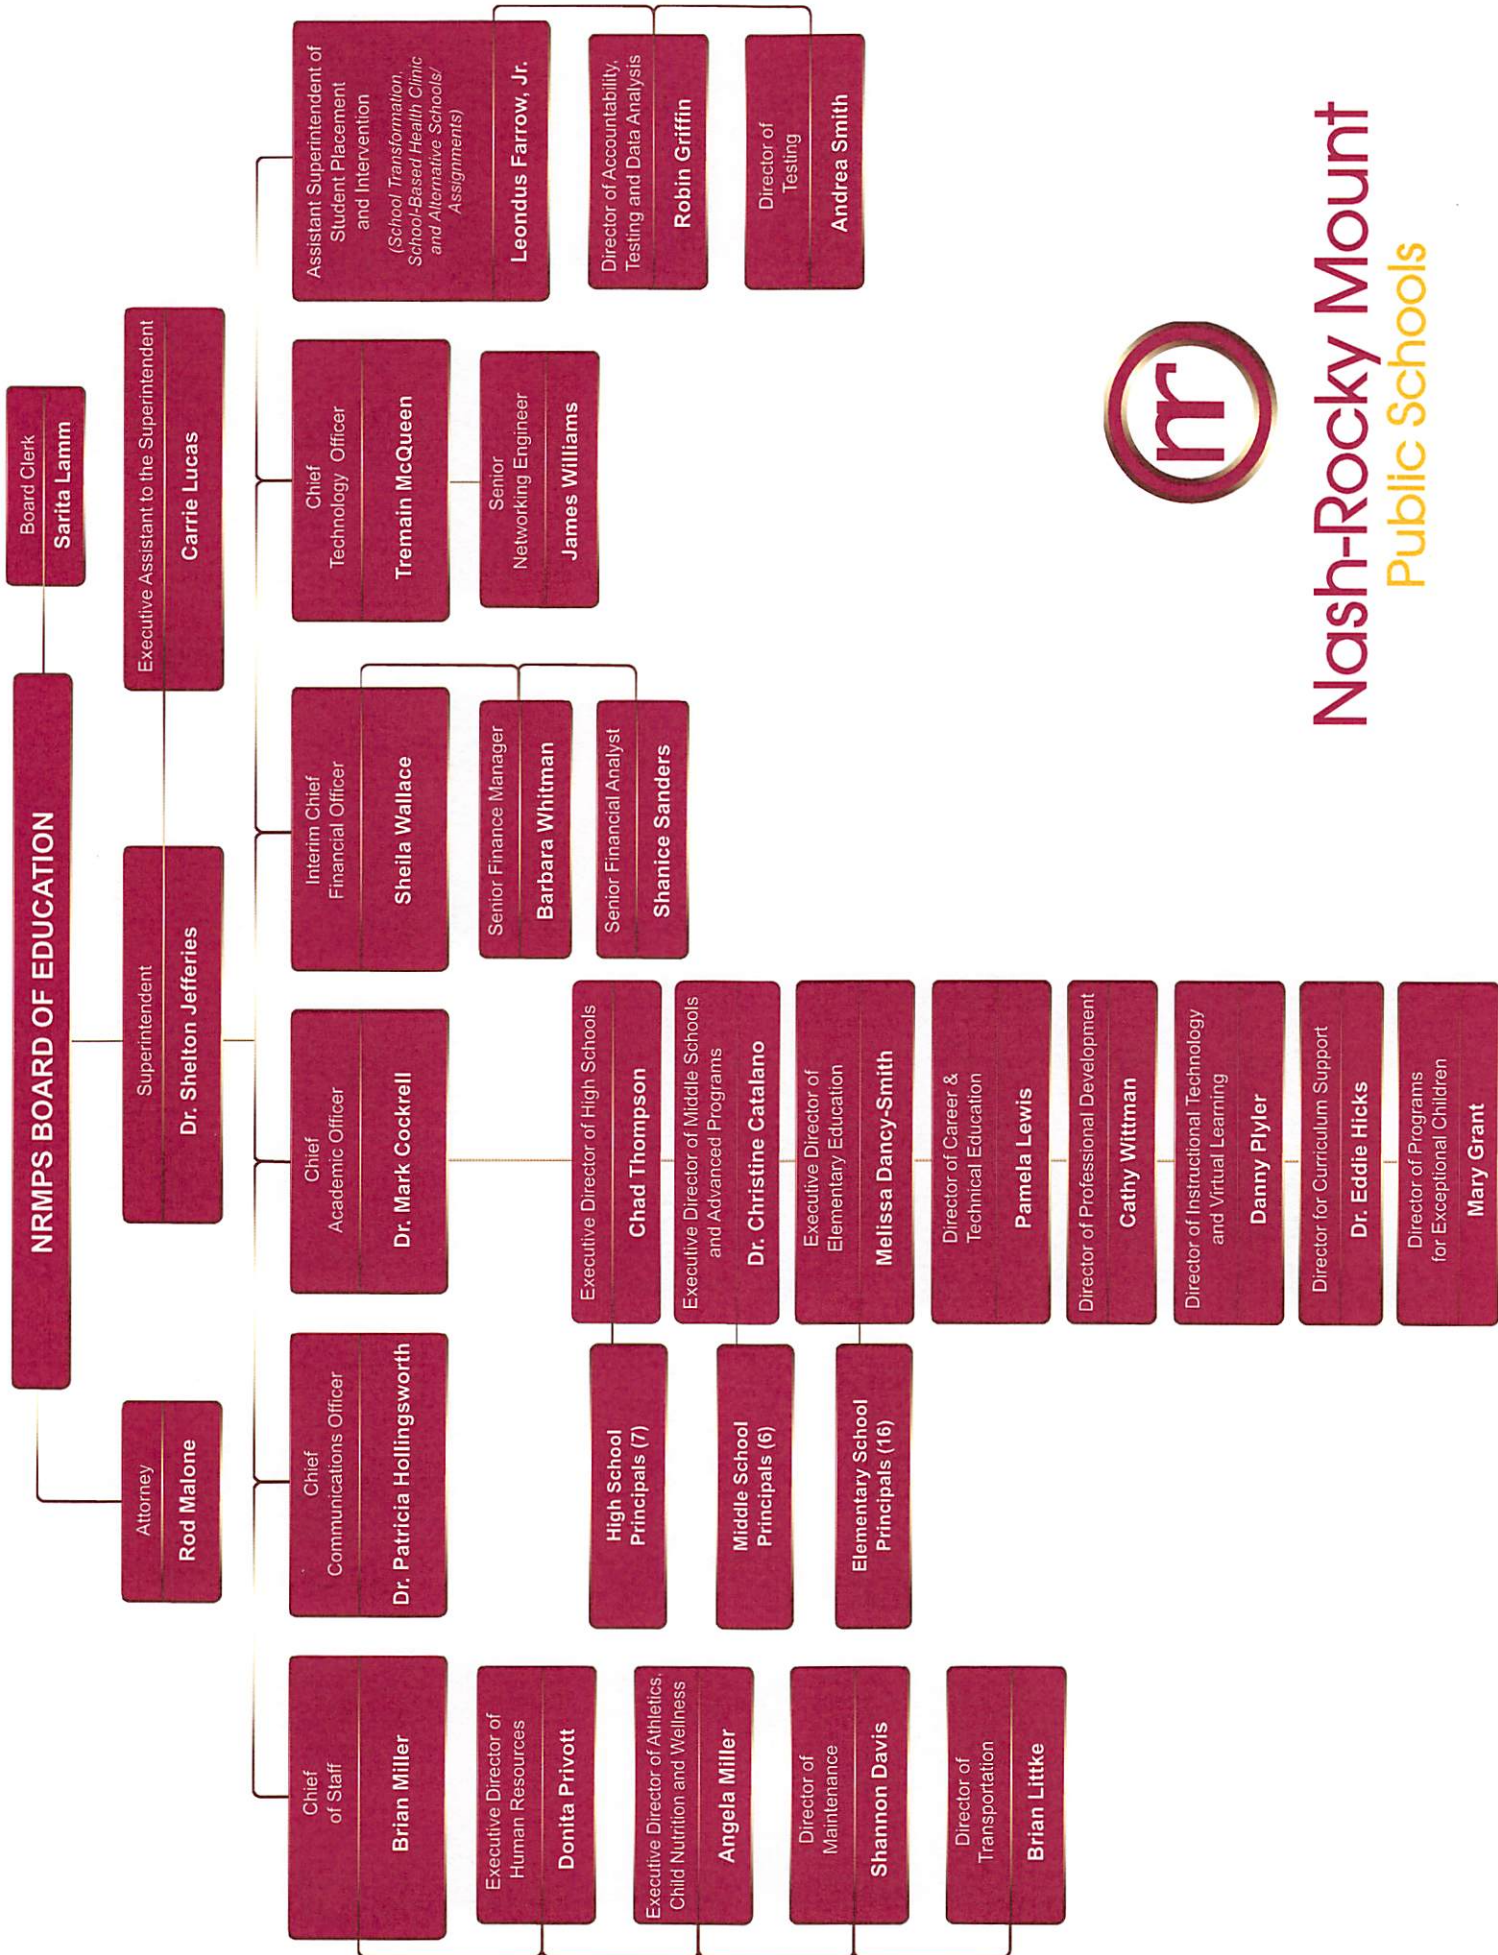 NRMPS BOARD OF EDUCATION
Board Clerk
Sarita Lamm
Attorney
Rod Malone
Superintendent
Dr. Shelton Jefferies
Executive Assistant to the Superintendent
Carrie Lucas
Chief
of Staff
Brian Miller
Executive Director of
Human Resources
Donita Privott
Executive Director of Athletics,
Child Nutrition and Wellness
Angela Miller
Director of
Maintenance
Shannon Davis
Director of
Transportation
Brian Littke
Chief
Communications Officer
Dr. Patricia Hollingsworth
Chief
Academic Officer
Dr. Mark Cockrell
Executive Director of High Schools
Chad Thompson
High School
Principals (7)
Executive Director of Middle Schools
and Advanced Programs
Dr. Christine Catalano
Middle School
Principals (6)
Executive Director of
Elementary Education
Melissa Dancy-Smith
Elementary School
Principals (16)
Director of Career &
Technical Education
Pamela Lewis
Director of Professional Development
Cathy Wittman
Director of Instructional Technology
and Virtual Learning
Danny Plyler
Director for Curriculum Support
Dr. Eddie Hicks
Director of Programs
for Exceptional Children
Mary Grant
Interim Chief
Financial Officer
Sheila Wallace
Senior Finance Manager
Barbara Whitman
Senior Financial Analyst
Shanice Sanders
Chief
Technology Officer
Tremain McQueen
Senior
Networking Engineer
James Williams
Assistant Superintendent of
Student Placement
and Intervention
(School Transformation,
School-Based Health Clinic
and Alternative Schools/
Assignments)
Leondus Farrow, Jr.
Director of Accountability,
Testing and Data Analysis
Robin Griffin
Director of
Testing
Andrea Smith
nr
Nash-Rocky Mount
Public Schools